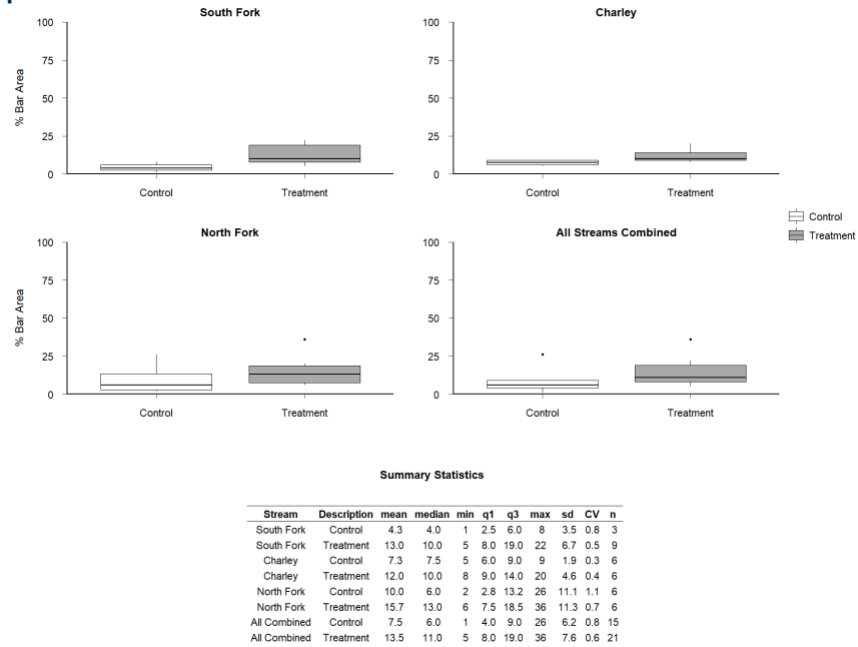 South Fork
Charley
100
75
50
25
0
% Bar Area
Control
Treatment
100
75
50
25
0
Control
Treatment
Control
Treatment
North Fork
All Streams Combined
100
75
50
25
0
% Bar Area
Control
Treatment
100
75
50
25
0
Control
Treatment
Summary Statistics
Stream Description mean median min q1 q3 max sd CV n
South Fork Control 4.3 4.0 1 2.5 6.0 8 3.5 0.8 3
South Fork Treatment 13.0 10.0 5 8.0 19.0 22 6.7 0.5 9
Charley Control 7.3 7.5 5 6.0 9.0 9 1.9 0.3 6
Charley Treatment 12.0 10.0 8 9.0 14.0 20 4.6 0.4 6
North Fork Control 10.0 6.0 2 2.8 13.2 26 11.1 1.1 6
North Fork Treatment 15.7 13.0 6 7.5 18.5 36 11.3 0.7 6
All Combined Control 7.5 6.0 1 4.0 9.0 26 6.2 0.8 15
All Combined Treatment 13.5 11.0 5 8.0 19.0 36 7.6 0.6 21